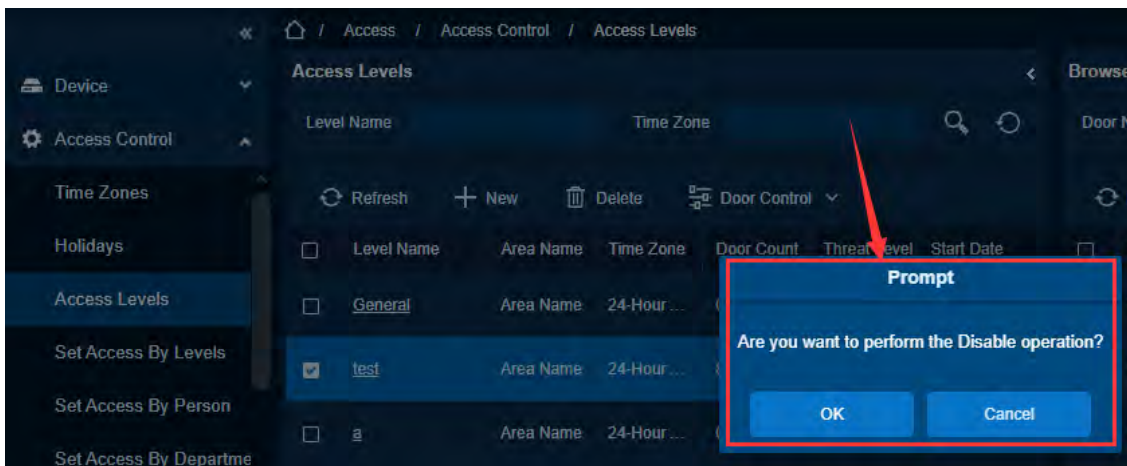 / Access / Access Control / Access Levels
Device
Access Control
Time Zones
Holidays
Access Levels
Set Access By Levels
Set Access By Person
Set Access By Departme
Access Levels
Level Name Time Zone
Refresh New Delete Door Control
Level Name Area Name Time Zone Door Count Threat Level Start Date
General Area Name 24-Hour ...
test Area Name 24-Hour ...
a Area Name 24-Hour ...
Browse
Door N
Prompt
Are you want to perform the Disable operation?
OK Cancel